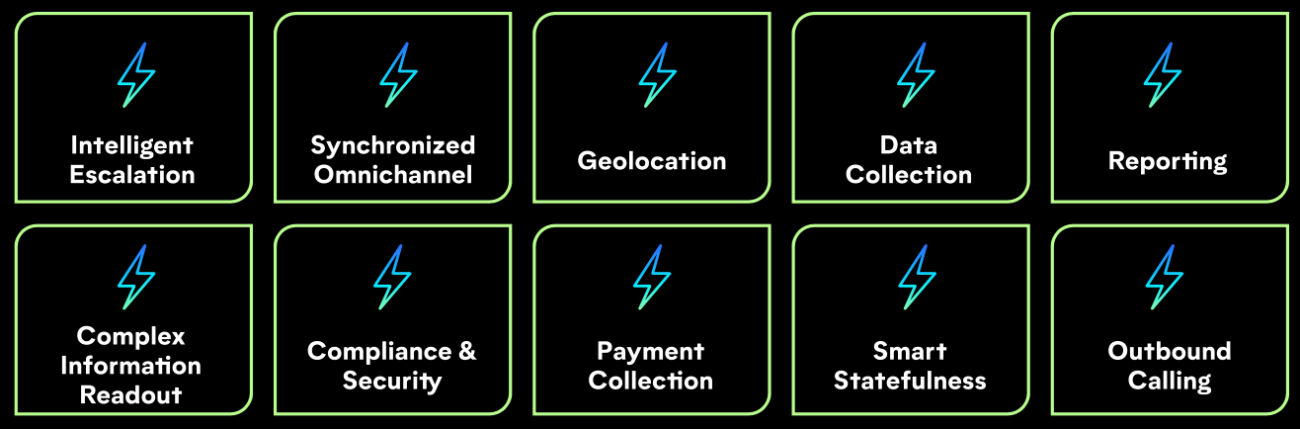 Intelligent
Escalation
Synchronized
Omnichannel
Geolocation
Data
Collection
Reporting
Complex
Information
Readout
Compliance &
Security
Payment
Collection
Smart
Statefulness
Outbound
Calling